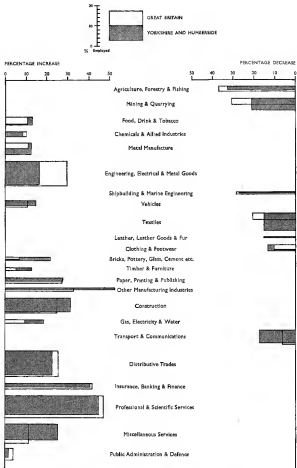 GREAT BRITAIN
YORKSHIRE AND HUMBERSIDE
% Employed
PERCENTAGE INCREASE
PERCENTAGE DECREASE
0 10 20 30 40 50
40 30 20 10 0
Agriculture, Forestry & Fishing
Mining & Quarrying
Food, Drink & Tobacco
Chemicals & Allied Industries
Metal Manufacture
Engineering, Electrical & Metal Goods
Shipbuilding & Marine Engineering
Vehicles
Textiles
Leather, Leather Goods & Fur
Clothing & Footwear
Bricks, Pottery, Glass, Cement etc.
Timber & Furniture
Paper, Printing & Publishing
Other Manufacturing Industries
Construction
Gas, Electricity & Water
Transport & Communications
Distributive Trades
Insurance, Banking & Finance
Professional & Scientific Services
Miscellaneous Services
Public Administration & Defence